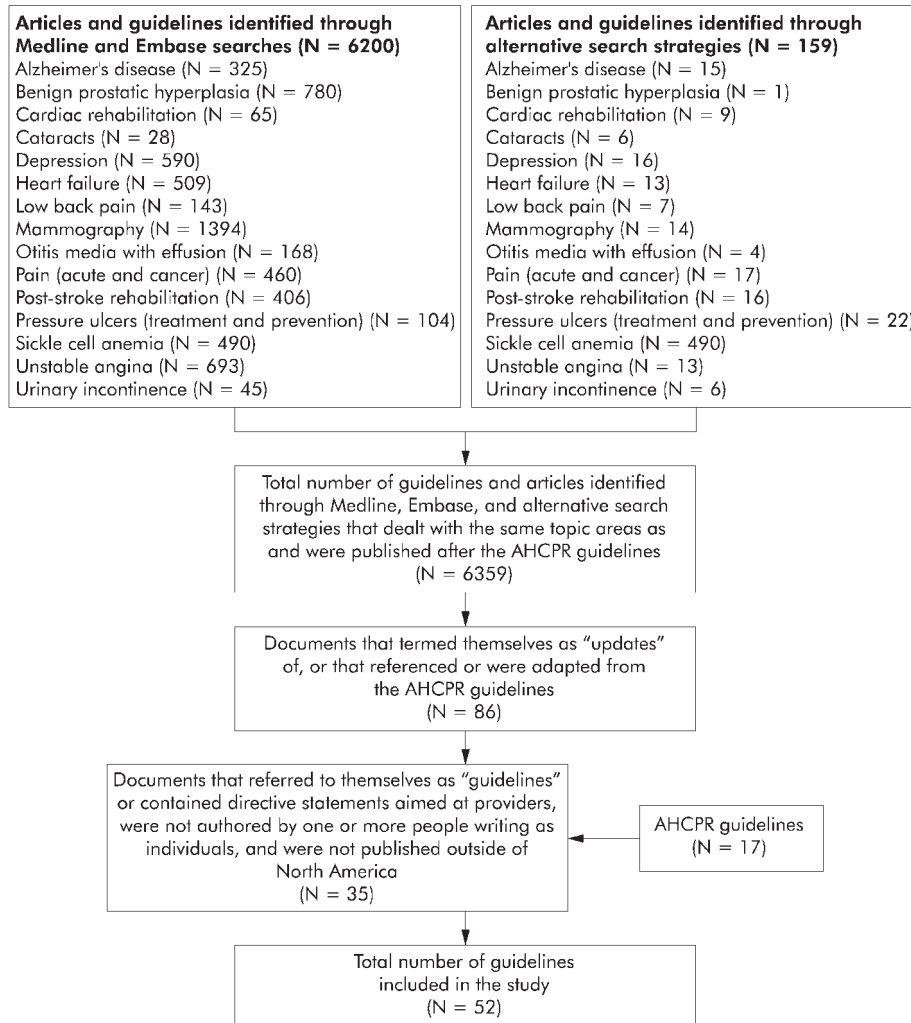 Articles and guidelines identified through
Medline and Embase searches (N = 6200)
Alzheimer's disease (N = 325)
Benign prostatic hyperplasia (N = 780)
Cardiac rehabilitation (N = 65)
Cataracts (N = 28)
Depression (N = 590)
Heart failure (N = 509)
Low back pain (N = 143)
Mammography (N = 1394)
Otitis media with effusion (N = 168)
Pain (acute and cancer) (N = 460)
Post-stroke rehabilitation (N = 406)
Pressure ulcers (treatment and prevention) (N = 104)
Sickle cell anemia (N = 490)
Unstable angina (N = 693)
Urinary incontinence (N = 45)
Articles and guidelines identified through
alternative search strategies (N = 159)
Alzheimer's disease (N = 15)
Benign prostatic hyperplasia (N = 1)
Cardiac rehabilitation (N = 9)
Cataracts (N = 6)
Depression (N = 16)
Heart failure (N = 13)
Low back pain (N = 7)
Mammography (N = 14)
Otitis media with effusion (N = 4)
Pain (acute and cancer) (N = 17)
Post-stroke rehabilitation (N = 16)
Pressure ulcers (treatment and prevention) (N = 22)
Sickle cell anemia (N = 490)
Unstable angina (N = 13)
Urinary incontinence (N = 6)
Total number of guidelines and articles identified
through Medline, Embase, and alternative search
strategies that dealt with the same topic areas as
and were published after the AHCPR guidelines
(N = 6359)
Documents that termed themselves as “updates”
of, or that referenced or were adapted from
the AHCPR guidelines
(N = 86)
Documents that referred to themselves as “guidelines”
or contained directive statements aimed at providers,
were not authored by one or more people writing as
individuals, and were not published outside of
North America
(N = 35)
AHCPR guidelines
(N = 17)
Total number of guidelines
included in the study
(N = 52)